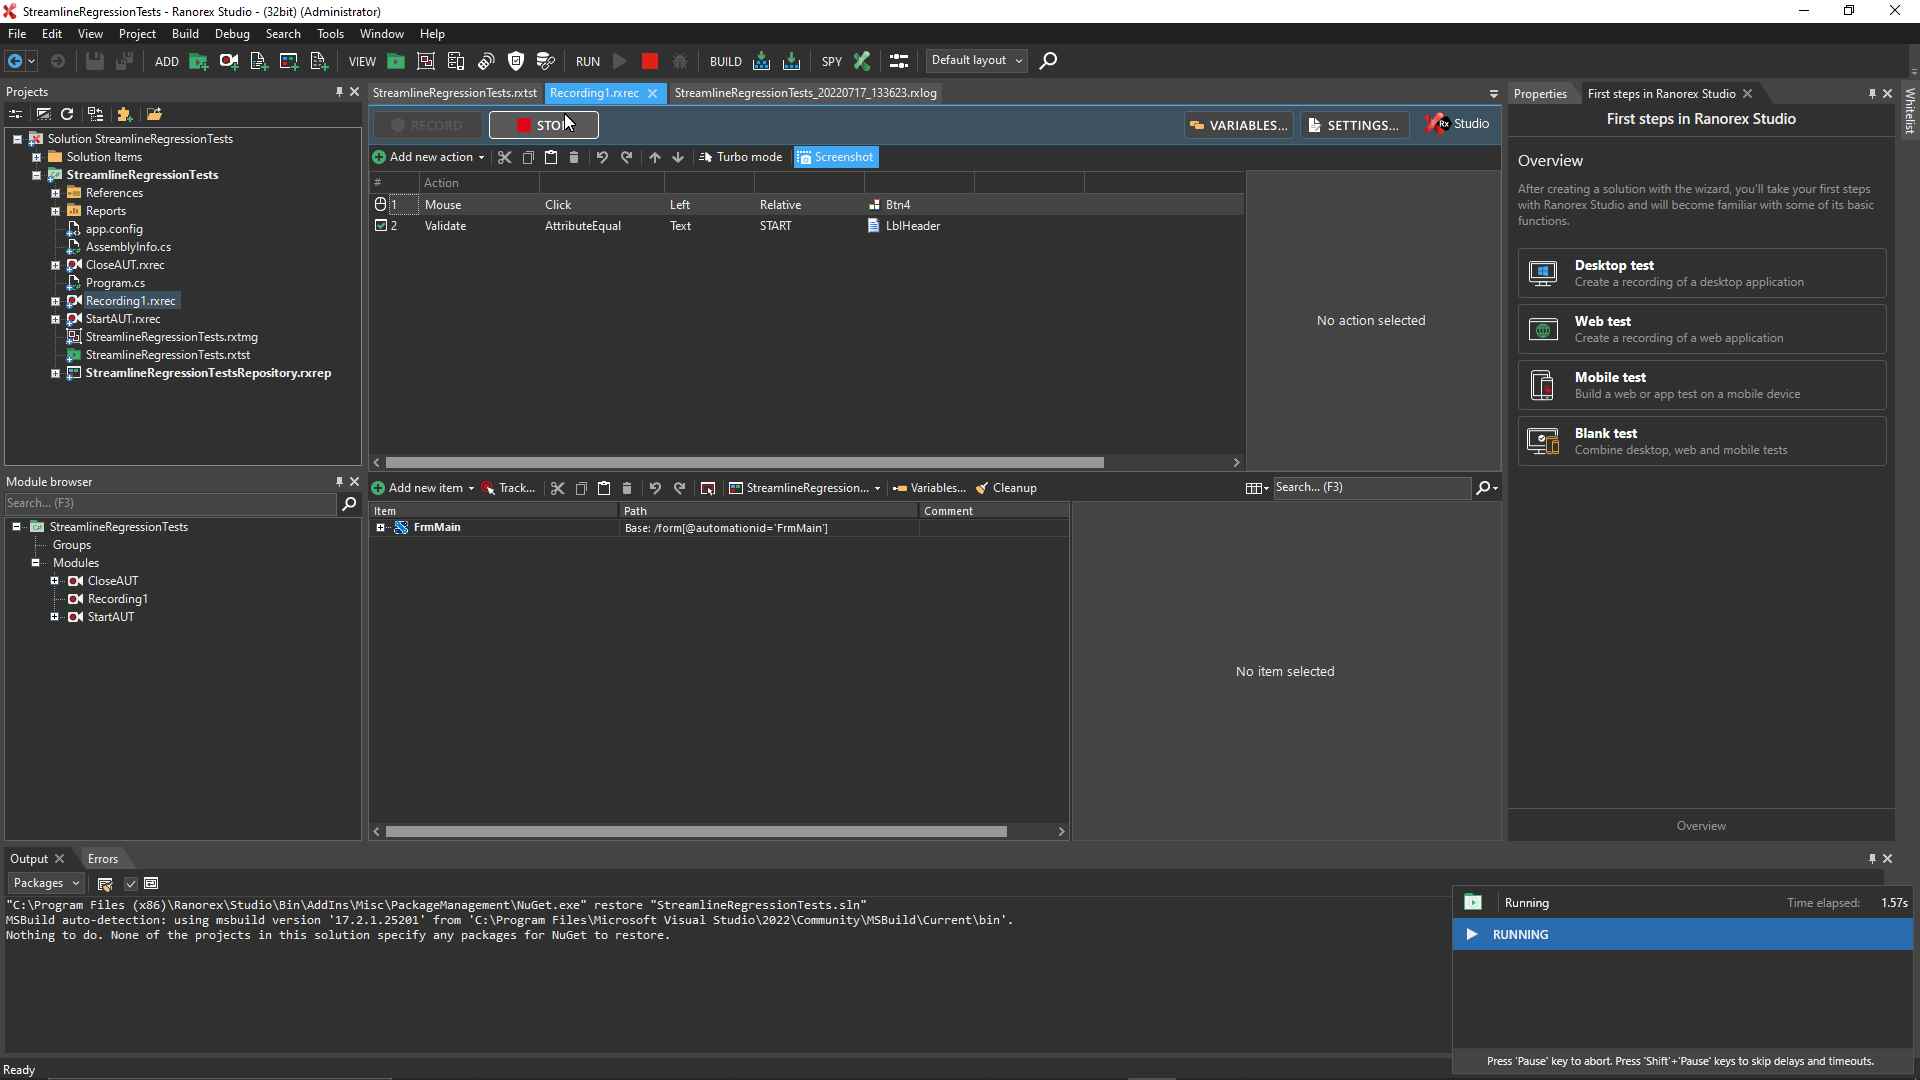 StreamlineRegressionTests - Ranorex Studio - (32bit) (Administrator)
File Edit View Project Build Debug Search Tools Window Help
ADD VIEW RUN BUILD SPY Default layout
Projects
Solution StreamlineRegressionTests
Solution Items
StreamlineRegressionTests
References
Reports
app.config
AssemblyInfo.cs
CloseAUT.rxrec
Program.cs
Recording1.rxrec
StartAUT.rxrec
StreamlineRegressionTests.rxtmg
StreamlineRegressionTests.rxtst
StreamlineRegressionTestsRepository.rxrep
Module browser
Search... (F3)
StreamlineRegressionTests
Groups
Modules
CloseAUT
Recording1
StartAUT
StreamlineRegressionTests.rxtst Recording1.rxrec StreamlineRegressionTests_20220717_133623.rxlog
RECORD STOP VARIABLES... SETTINGS... Rx Studio
Add new action Turbo mode Screenshot
# Action
1 Mouse Click Left Relative Btn4
2 Validate AttributeEqual Text START LblHeader
No action selected
Add new item Track... StreamlineRegression... Variables... Cleanup Search... (F3)
Item Path Comment
FrmMain Base: /form[@automationid='FrmMain']
No item selected
Properties First steps in Ranorex Studio
First steps in Ranorex Studio
Overview
After creating a solution with the wizard, you'll take your first steps
with Ranorex Studio and will become familiar with some of its basic
functions.
Desktop test
Create a recording of a desktop application
Web test
Create a recording of a web application
Mobile test
Build a web or app test on a mobile device
Blank test
Combine desktop, web and mobile tests
Overview
Whitelist
Output Errors
Packages
"C:\Program Files (x86)\Ranorex\Studio\Bin\AddIns\Misc\PackageManagement\NuGet.exe" restore "StreamlineRegressionTests.sln"
MSBuild auto-detection: using msbuild version '17.2.1.25201' from 'C:\Program Files\Microsoft Visual Studio\2022\Community\MSBuild\Current\bin'.
Nothing to do. None of the projects in this solution specify any packages for NuGet to restore.
Running Time elapsed: 1.57s
RUNNING
Press 'Pause' key to abort. Press 'Shift'+'Pause' keys to skip delays and timeouts.
Ready